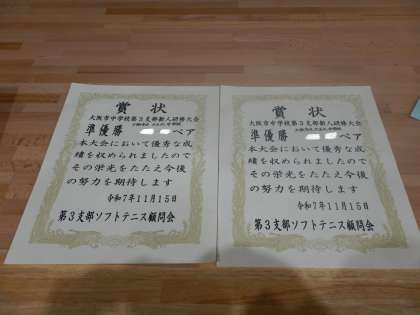 賞状
大阪市中学校第3支部新人研修大会
準優勝 ペア
本大会において優秀な成
績を収められましたので
その栄光をたたえ今後
の努力を期待します
令和7年11月15日
第3支部ソフトテニス顧問会
賞状
大阪市中学校第3支部新人研修大会
準優勝 ペア
本大会において優秀な成
績を収められましたので
その栄光をたたえ今後
の努力を期待します
令和7年11月15日
第3支部ソフトテニス顧問会